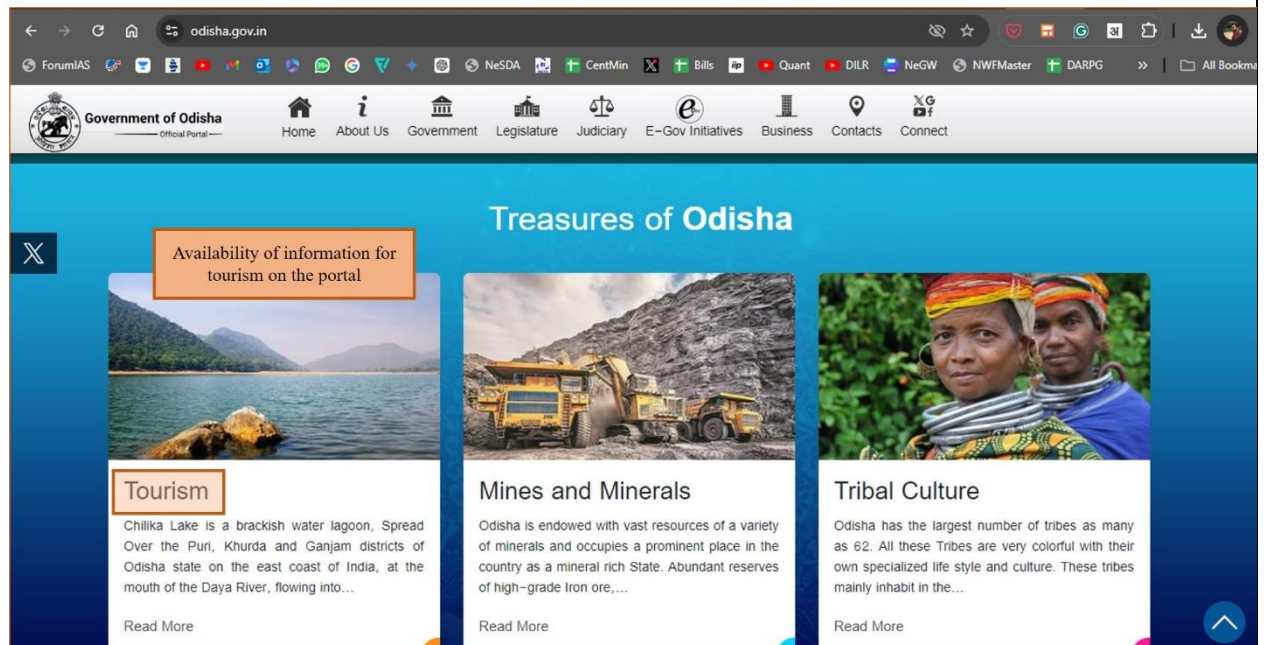 odisha.gov.in
ForumIAS
NeSDA
CentMin
Bills
iip
Quant
DILR
NeGW
NWFMaster
DARPG
»
All Bookma
Government of Odisha
Official Portal
Home
About Us
Government
Legislature
Judiciary
E-Gov Initiatives
Business
Contacts
Connect
Treasures of Odisha
Availability of information for
tourism on the portal
Tourism
Chilika Lake is a brackish water lagoon, Spread
Over the Puri, Khurda and Ganjam districts of
Odisha state on the east coast of India, at the
mouth of the Daya River, flowing into...
Read More
Mines and Minerals
Odisha is endowed with vast resources of a variety
of minerals and occupies a prominent place in the
country as a mineral rich State. Abundant reserves
of high-grade Iron ore,...
Read More
Tribal Culture
Odisha has the largest number of tribes as many
as 62. All these Tribes are very colorful with their
own specialized life style and culture. These tribes
mainly inhabit in the...
Read More